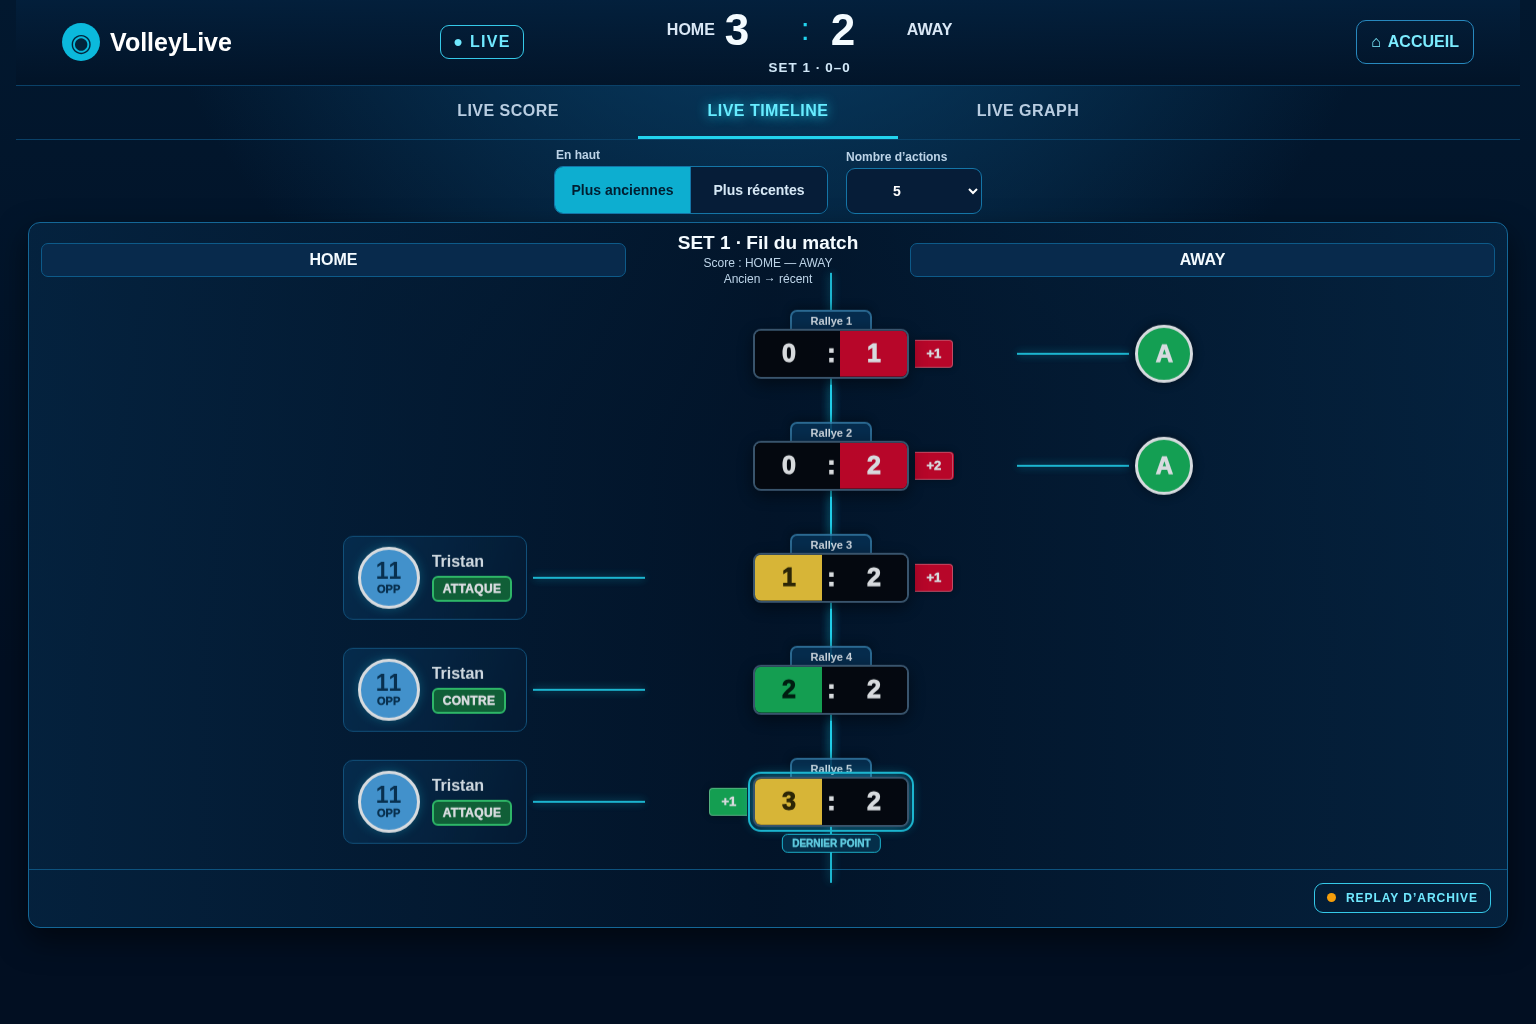 VolleyLive
● LIVE
HOME 3 : 2 AWAY
SET 1 · 0–0
⌂ ACCUEIL
LIVE SCORE
LIVE TIMELINE
LIVE GRAPH
En haut
Plus anciennes
Plus récentes
Nombre d’actions
5
HOME
SET 1 · Fil du match
Score : HOME — AWAY
Ancien → récent
AWAY
Rallye 1
0 : 1
+1
A
Rallye 2
0 : 2
+2
A
11
OPP
Tristan
ATTAQUE
Rallye 3
1 : 2
+1
11
OPP
Tristan
CONTRE
Rallye 4
2 : 2
11
OPP
Tristan
ATTAQUE
+1
Rallye 5
3 : 2
DERNIER POINT
REPLAY D’ARCHIVE